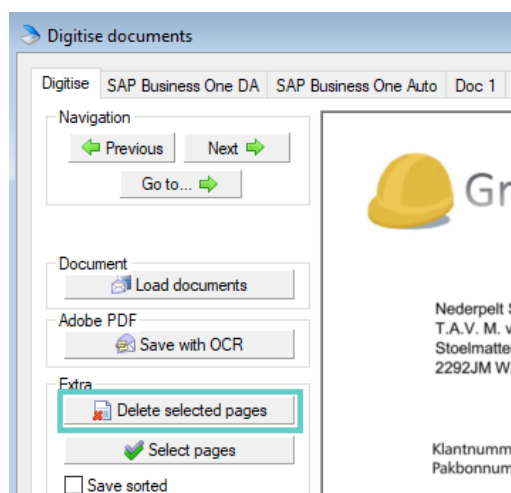 Digitise documents
Digitise SAP Business One DA SAP Business One Auto Doc 1
Navigation
Previous Next
Go to...
Document
Load documents
Adobe PDF
Save with OCR
Extra
Delete selected pages
Select pages
Save sorted
Gr
Nederpelt
T.A.V. M.
Stoelmatte
2292JM W
Klantnumm
Pakbonnum